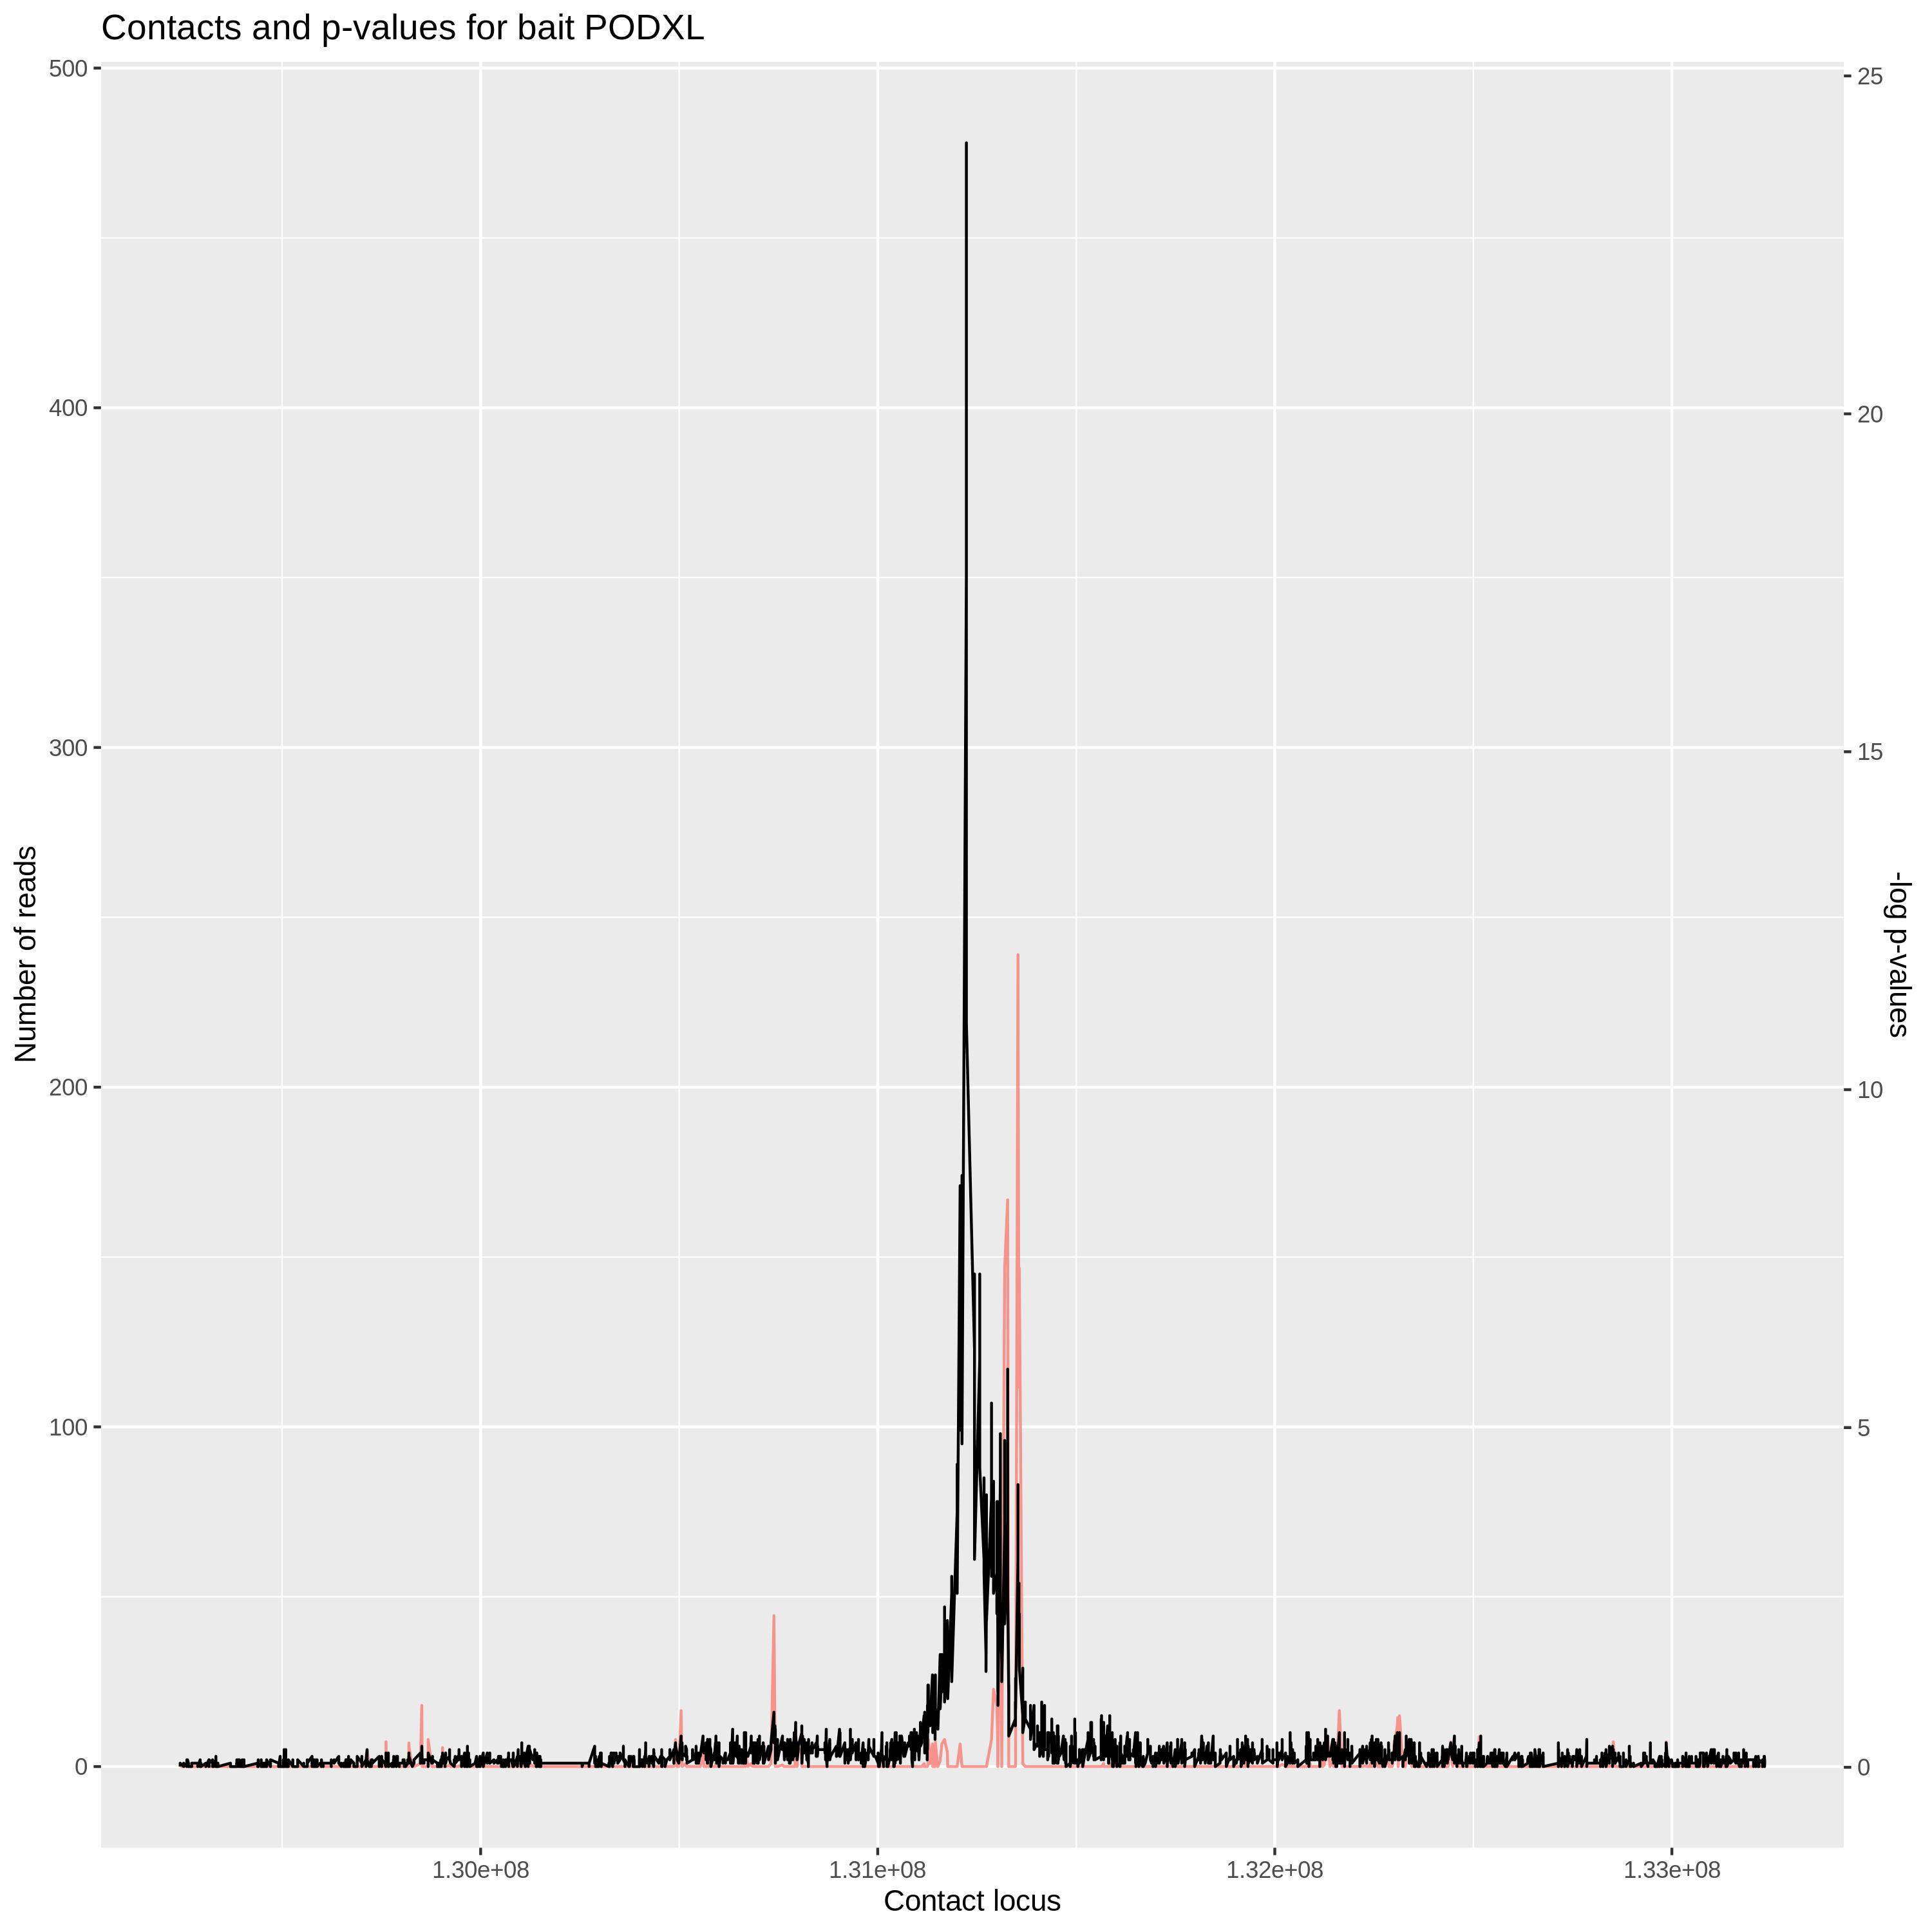 Contacts and p-values for bait PODXL
500
400
300
200
100
0
Number of reads
25
20
15
10
5
0
-log p-values
1.30e+08
1.31e+08
1.32e+08
1.33e+08
Contact locus